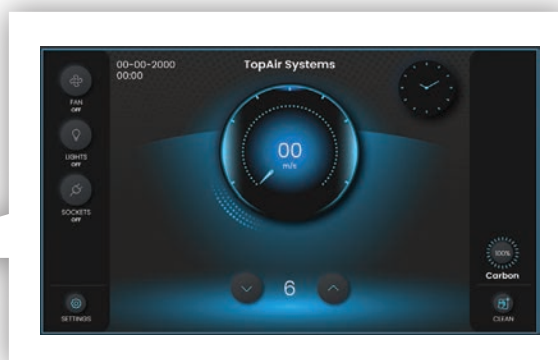 00-00-2000
00:00
TopAir Systems
FAN
OFF
LIGHTS
OFF
SOCKETS
OFF
00
m/s
100%
Carbon
6
SETTINGS
CLEAN